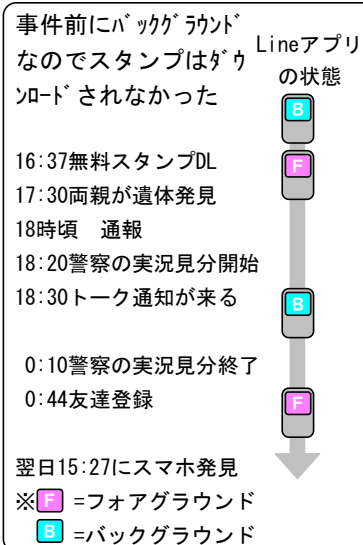 事件前にﾊﾞｯｸｸﾞﾗｳﾝﾄﾞ
なのでスタンプはﾀﾞｳ
ﾝﾛｰﾄﾞされなかった
Lineアプリ
の状態
B
16:37無料スタンプDL
F
17:30両親が遺体発見
18時頃　通報
18:20警察の実況見分開始
18:30トーク通知が来る
B
0:10警察の実況見分終了
0:44友達登録
F
翌日15:27にスマホ発見
※F =フォアグラウンド
B =バックグラウンド